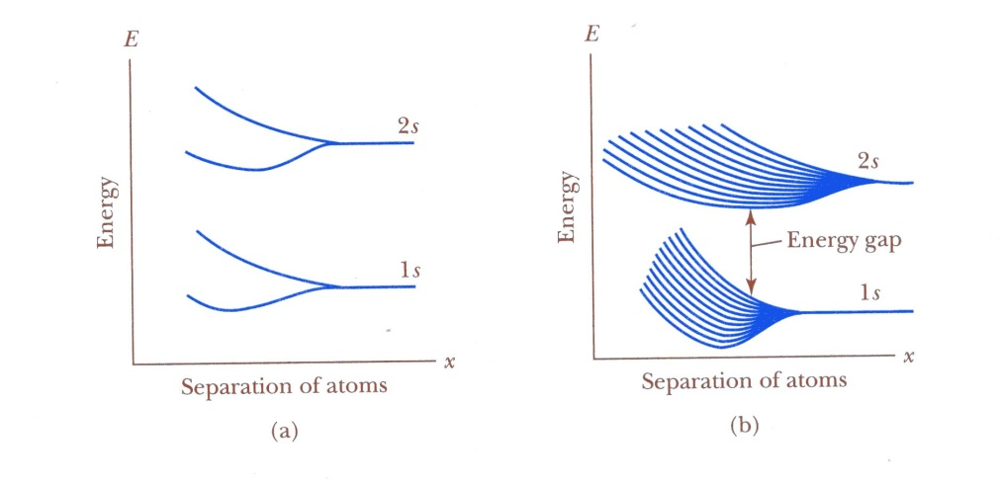 E
2s
1s
Energy
x
Separation of atoms
(a)
E
2s
Energy gap
1s
Energy
x
Separation of atoms
(b)